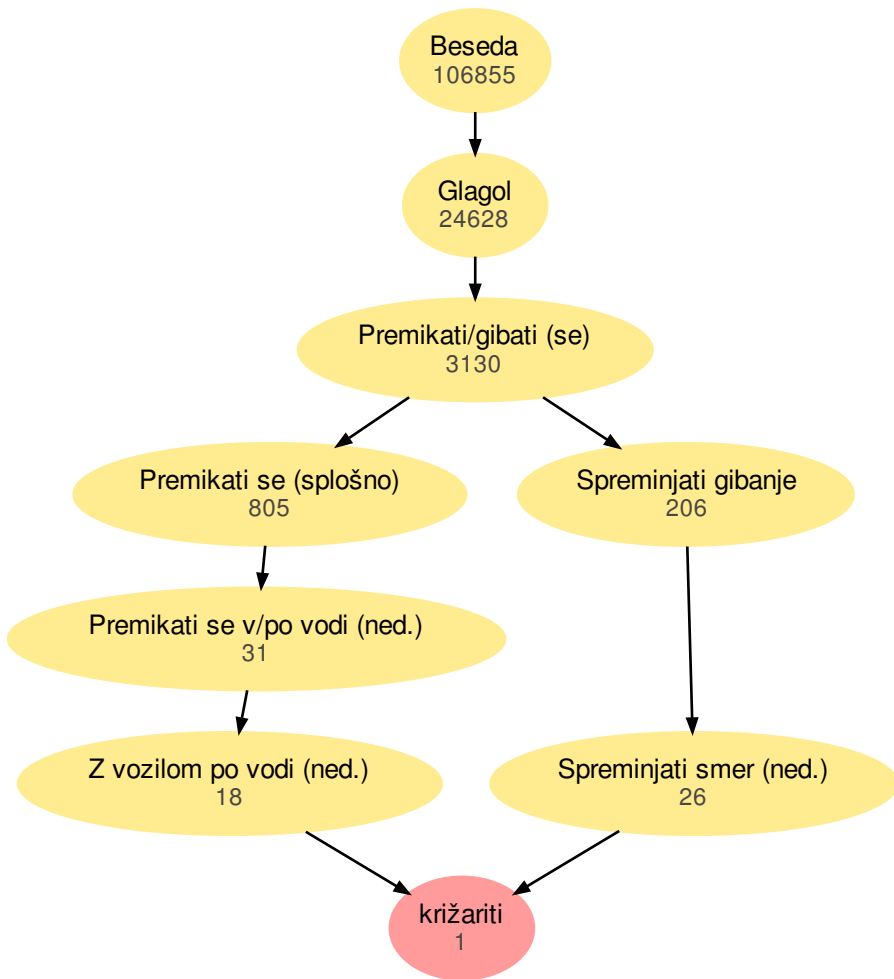 Beseda
106855
Glagol
24628
Premikati/gibati (se)
3130
Premikati se (splošno)
805
Spreminjati gibanje
206
Premikati se v/po vodi (ned.)
31
Z vozilom po vodi (ned.)
18
Spreminjati smer (ned.)
26
križariti
1